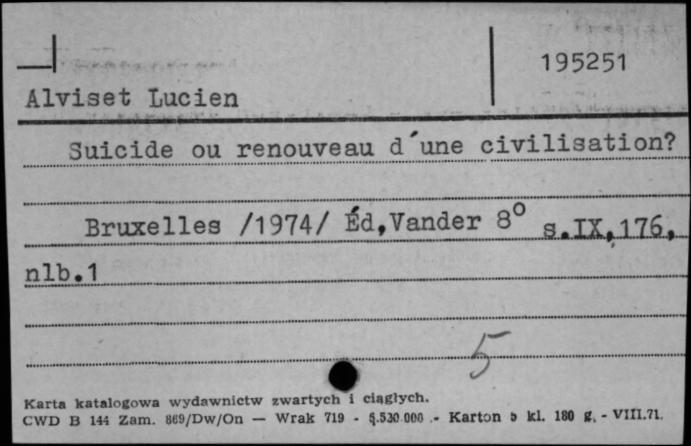 195251
Alviset Lucien
Suicide ou renouveau d´une civilisation?
Bruxelles /1974/ Éd,Vander 8° s.IX,176,
nlb.1
5
Karta katalogowa wydawnictw zwartych i ciągłych.
CWD B 144 Zam. 869/Dw/On — Wrak 719 - 5.530.000 - Karton b kl. 180 g. - VIII.71.